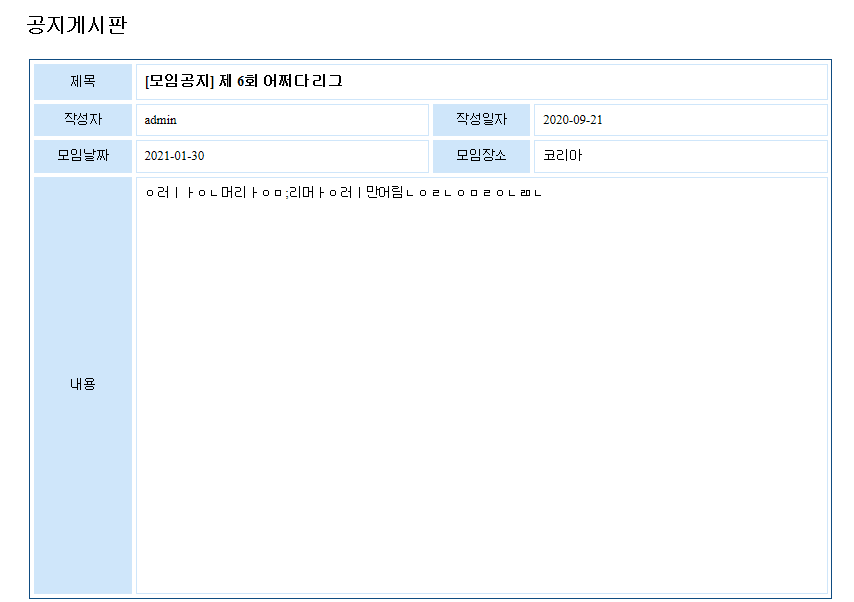 공지게시판
제목 [모임공지] 제 6회 어쩌다리그
작성자 admin 작성일자 2020-09-21
모임날짜 2021-01-30 모임장소 코리아
내용 ㅇ러ㅣㅏㅇㄴ머리ㅏㅇㅁ;리머ㅏㅇ러ㅣ만어림ㄴㅇㄹㄴㅇㅁㄹㅇㄴㄻㄴ